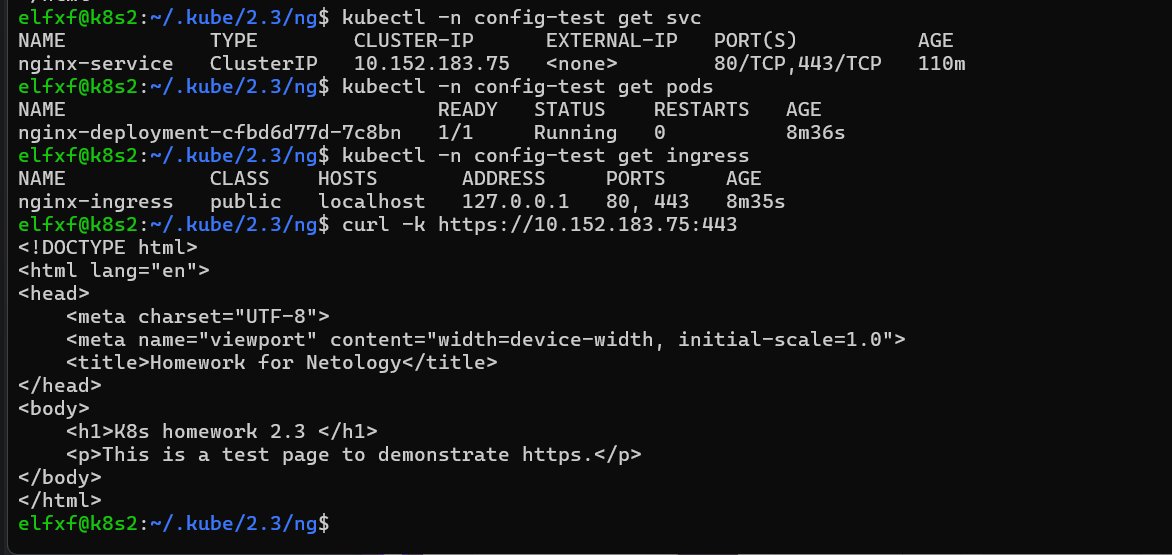 elfxf@k8s2:~/.kube/2.3/ng$ kubectl -n config-test get svc
NAME            TYPE        CLUSTER-IP      EXTERNAL-IP   PORT(S)          AGE
nginx-service   ClusterIP   10.152.183.75   <none>        80/TCP,443/TCP   110m
elfxf@k8s2:~/.kube/2.3/ng$ kubectl -n config-test get pods
NAME                               READY   STATUS    RESTARTS   AGE
nginx-deployment-cfbd6d77d-7c8bn   1/1     Running   0          8m36s
elfxf@k8s2:~/.kube/2.3/ng$ kubectl -n config-test get ingress
NAME            CLASS    HOSTS       ADDRESS     PORTS     AGE
nginx-ingress   public   localhost   127.0.0.1   80, 443   8m35s
elfxf@k8s2:~/.kube/2.3/ng$ curl -k https://10.152.183.75:443
<!DOCTYPE html>
<html lang="en">
<head>
    <meta charset="UTF-8">
    <meta name="viewport" content="width=device-width, initial-scale=1.0">
    <title>Homework for Netology</title>
</head>
<body>
    <h1>K8s homework 2.3 </h1>
    <p>This is a test page to demonstrate https.</p>
</body>
</html>
elfxf@k8s2:~/.kube/2.3/ng$